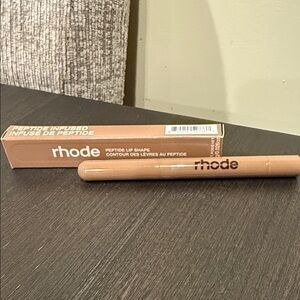 PEPTIDE INFUSED
INFUSÉ DE PEPTIDE
rhode
PEPTIDE LIP SHAPE
CONTOUR DES LÈVRES AU PEPTIDE
rhode